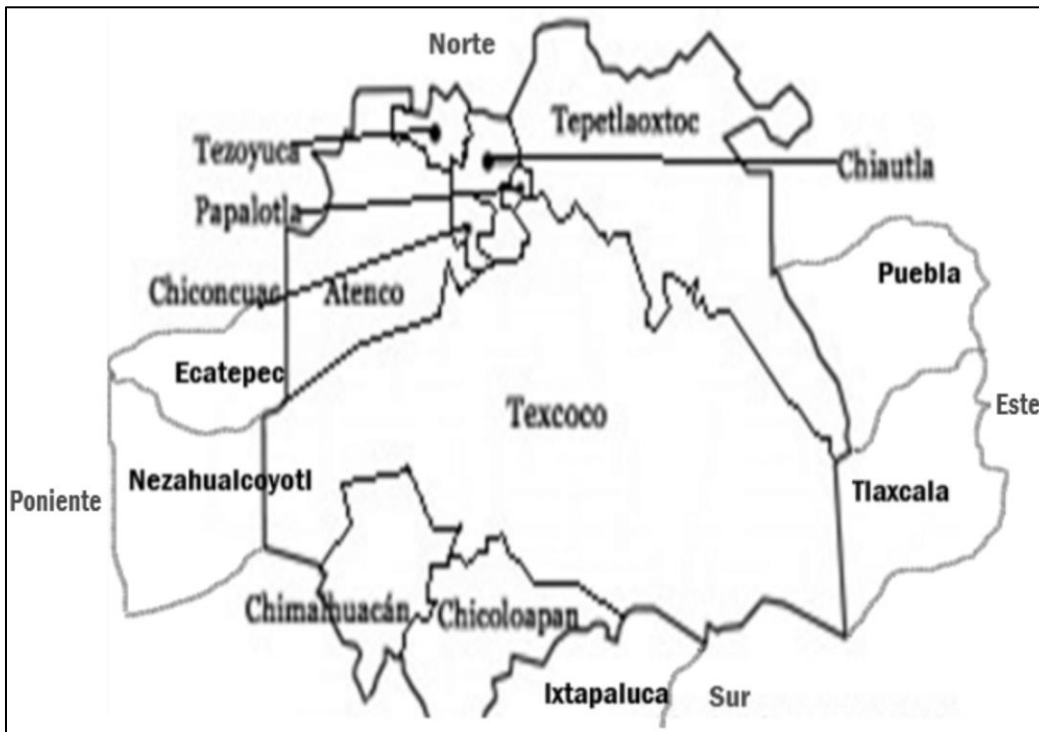 Norte
Tepetlaoxtoc
Tezoyuca
Chiautla
Papalotla
Puebla
Chiconcuac
Atenco
Ecatepec
Este
Texcoco
Nezahualcoyotl
Poniente
Tlaxcala
Chimalhuacán
Chicoloapan
Ixtapaluca
Sur